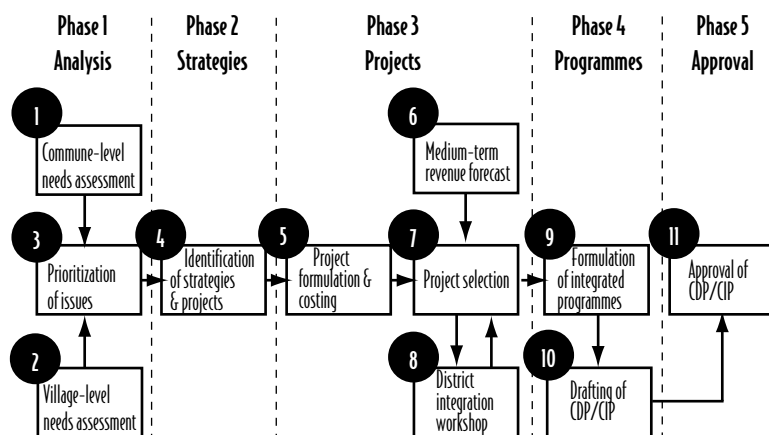 Phase 1
Analysis
Phase 2
Strategies
Phase 3
Projects
Phase 4
Programmes
Phase 5
Approval
1
Commune-level
needs assessment
6
Medium-term
revenue forecast
3
Prioritization
of issues
4
Identification
of strategies
& projects
5
Project
formulation &
costing
7
Project selection
9
Formulation
of integrated
programmes
11
Approval of
CDP/CIP
2
Village-level
needs assessment
8
District
integration
workshop
10
Drafting of
CDP/CIP